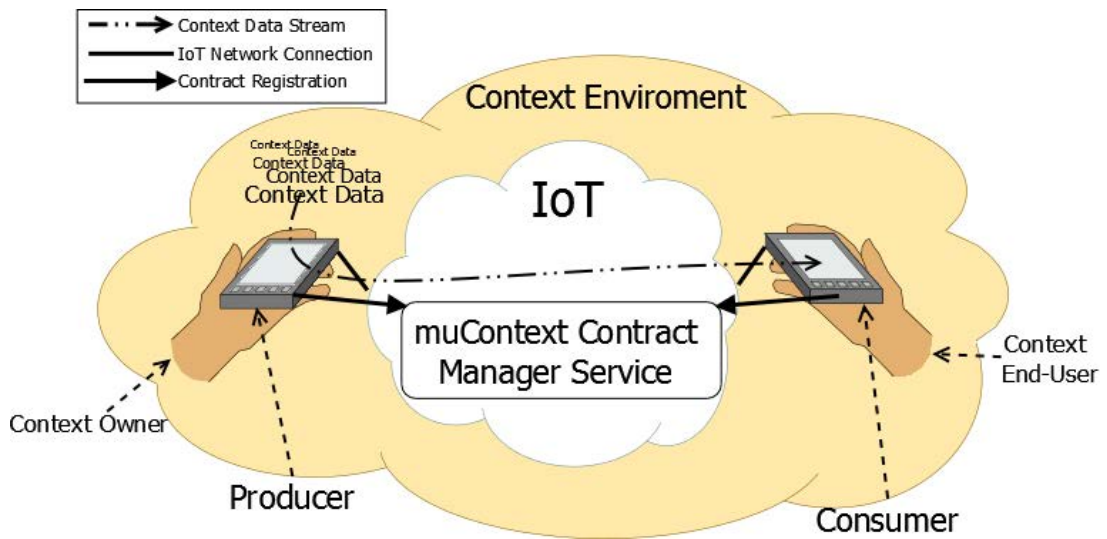 Context Data Stream
IoT Network Connection
Contract Registration
Context Enviroment
Context Data
Context Data
Context Data
Context Data
Context Data
IoT
muContext Contract
Manager Service
Context
End-User
Context Owner
Producer
Consumer